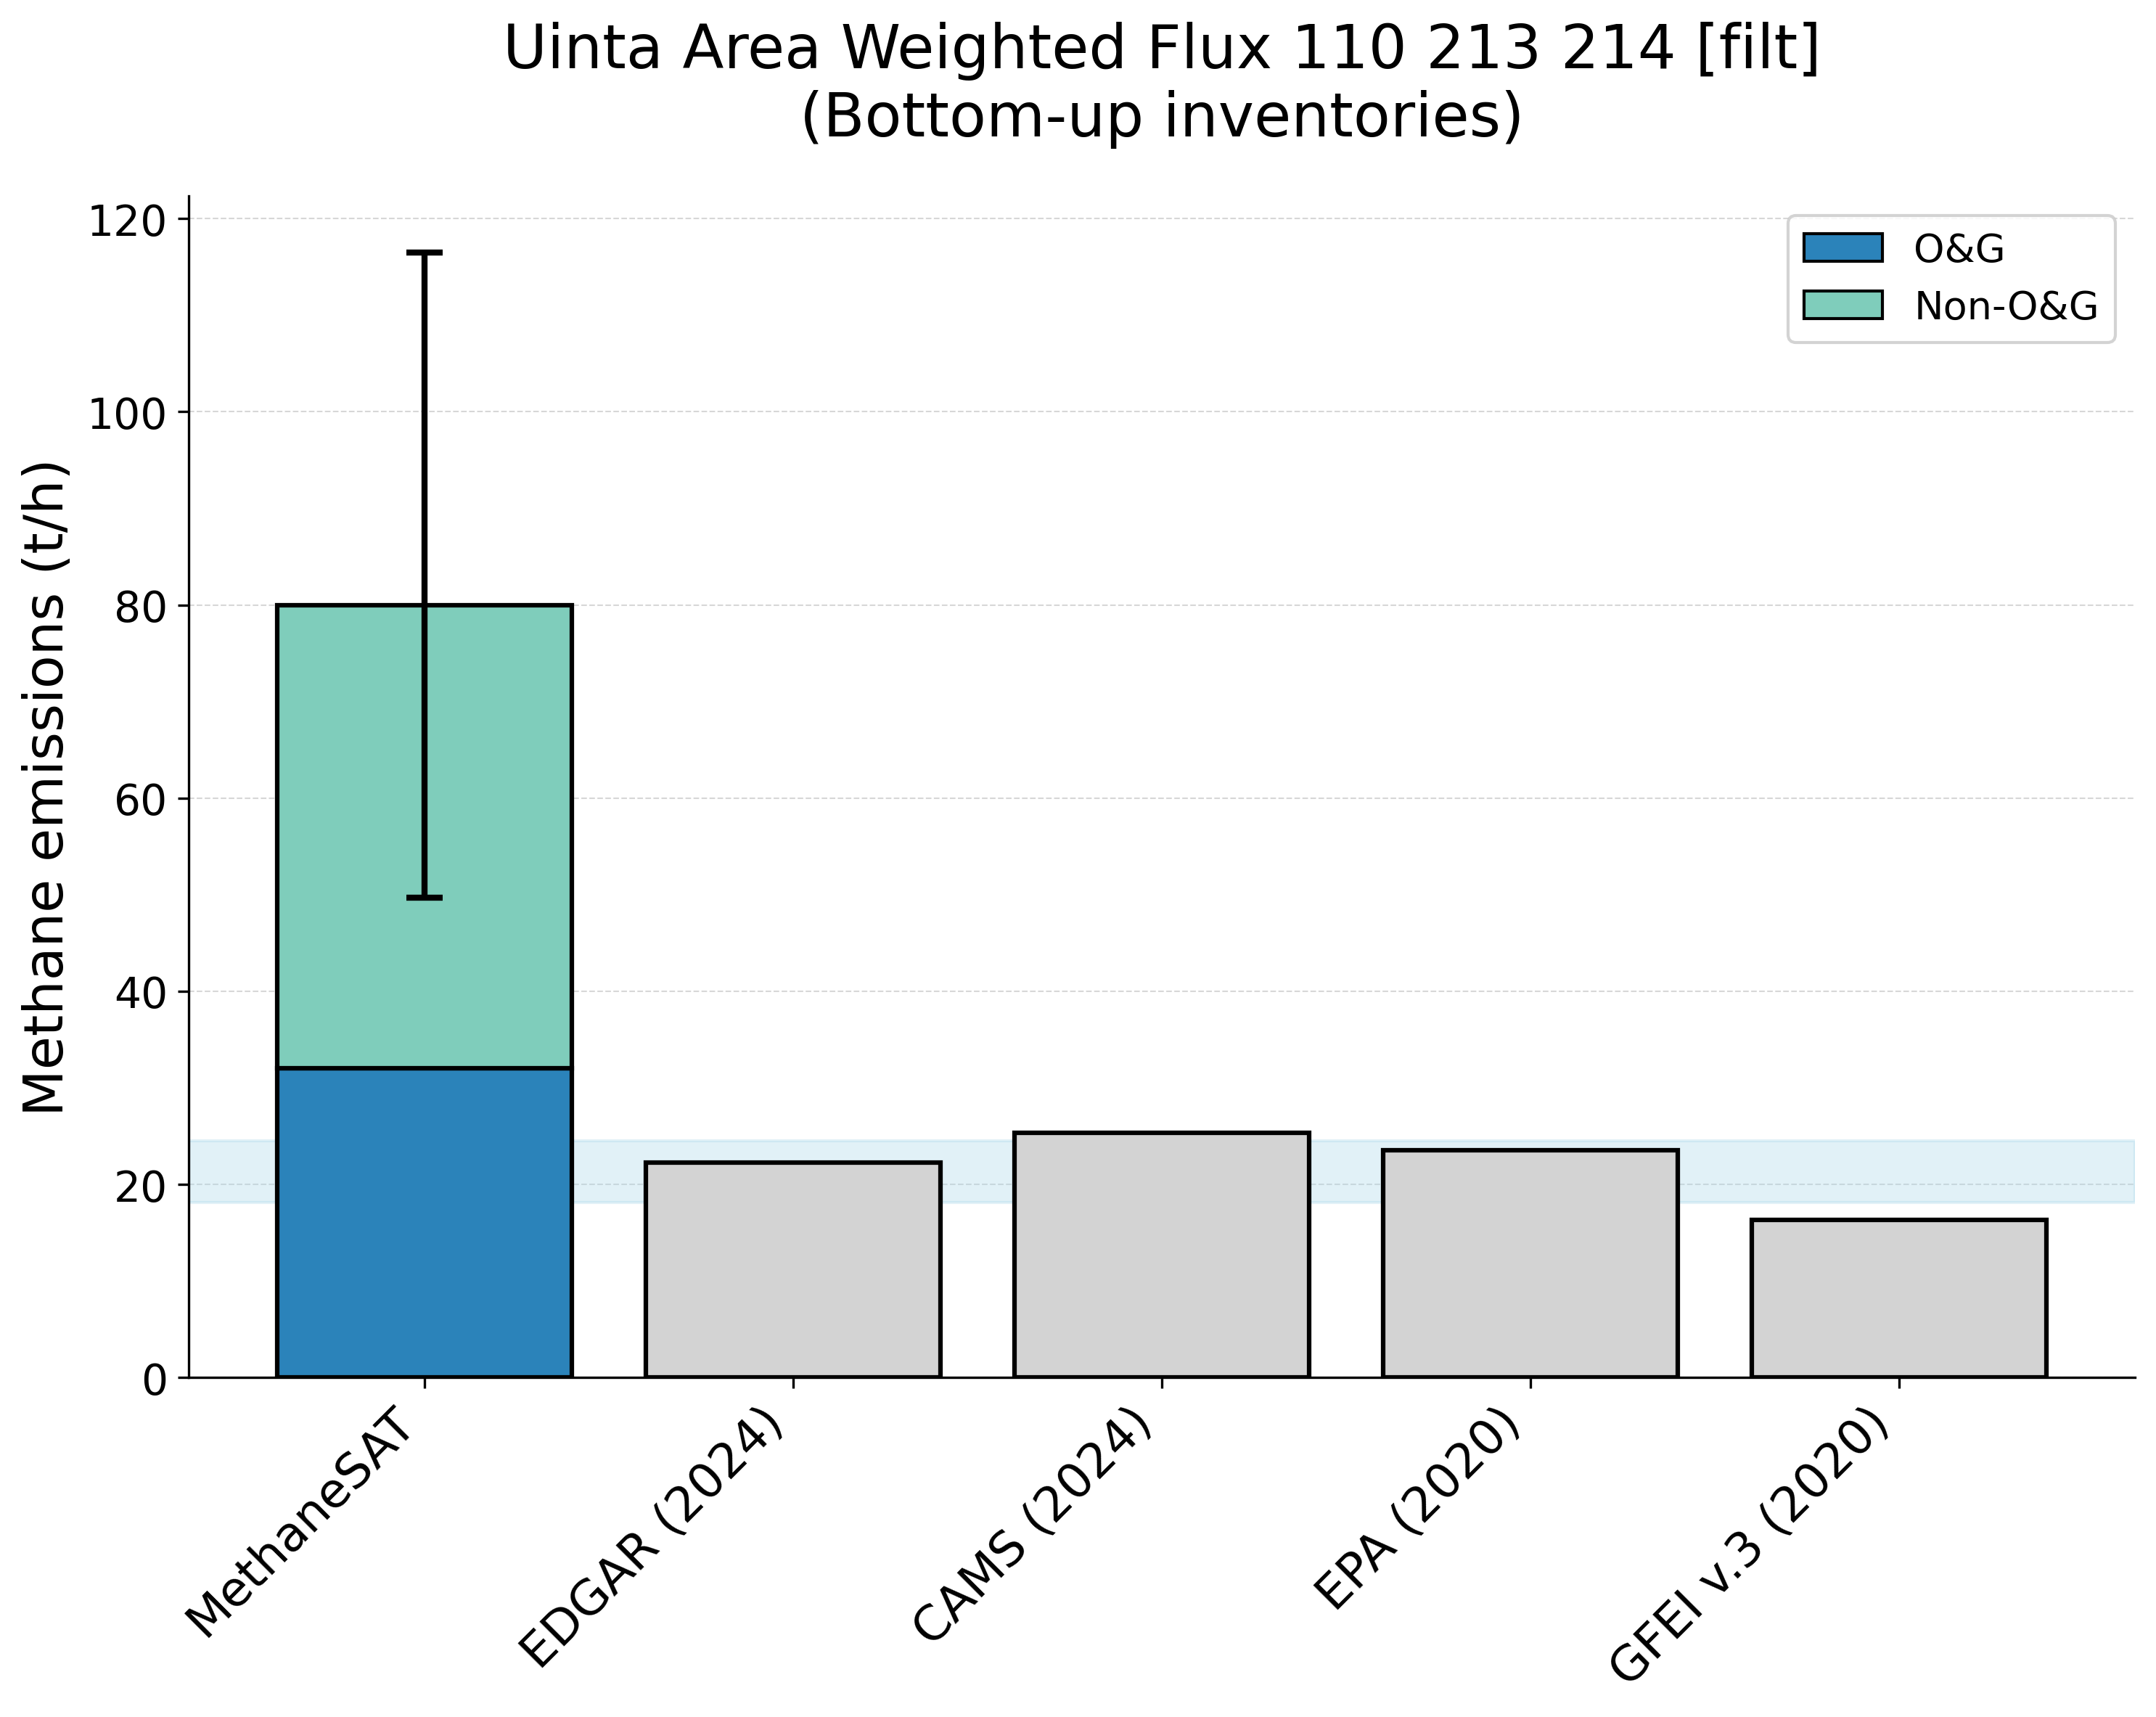 Uinta Area Weighted Flux 110 213 214 [filt]
(Bottom-up inventories)
Methane emissions (t/h)
120
100
80
60
40
20
0
O&G
Non-O&G
MethaneSAT
EDGAR (2024)
CAMS (2024)
EPA (2020)
GFEI v.3 (2020)